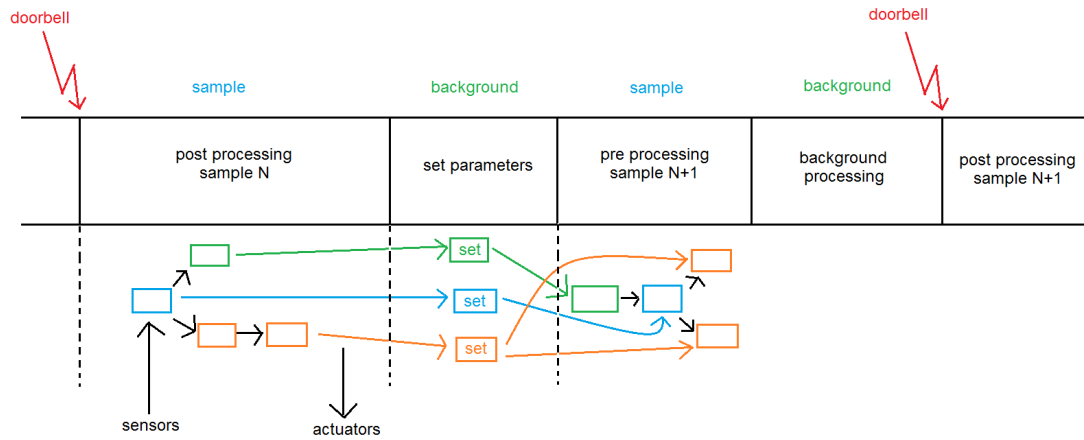 doorbell
doorbell
sample
background
sample
background
post processing
sample N
set parameters
pre processing
sample N+1
background
processing
post processing
sample N+1
set
set
set
sensors
actuators